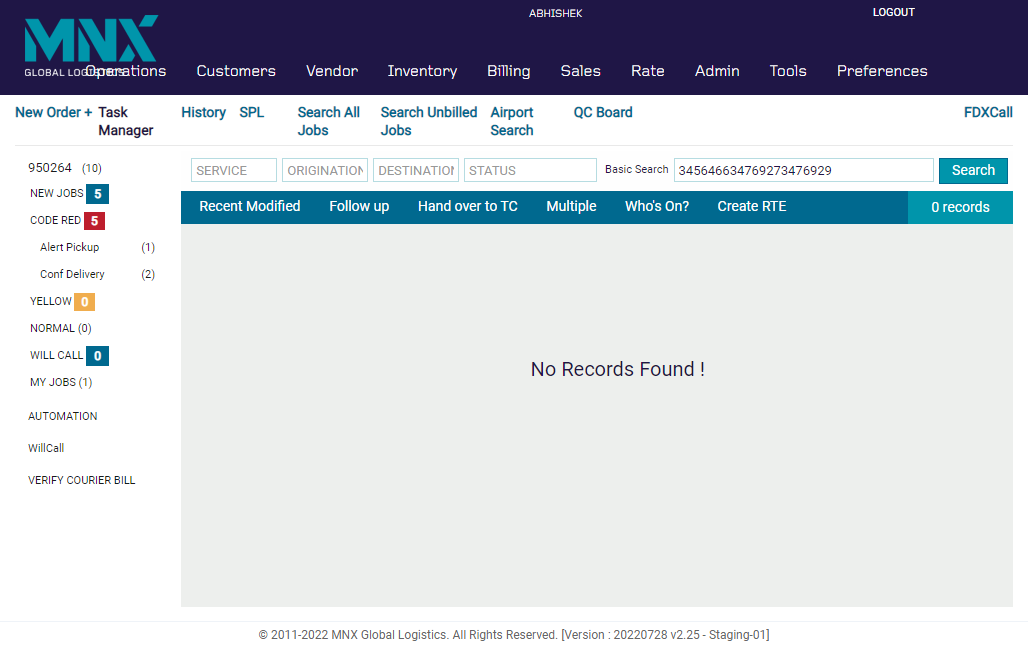 ABHISHEK
LOGOUT
MNX
GLOBAL LOGISTICS
Operations Customers Vendor Inventory Billing Sales Rate Admin Tools Preferences
New Order + Task Manager History SPL Search All Jobs Search Unbilled Jobs Airport Search QC Board FDXCall
950264 (10)
SERVICE ORIGINATION DESTINATION STATUS Basic Search 345646634769273476929 Search
NEW JOBS 5
Recent Modified Follow up Hand over to TC Multiple Who's On? Create RTE 0 records
CODE RED 5
Alert Pickup (1)
Conf Delivery (2)
YELLOW 0
NORMAL (0)
WILL CALL 0
MY JOBS (1)
AUTOMATION
WillCall
VERIFY COURIER BILL
No Records Found !
© 2011-2022 MNX Global Logistics. All Rights Reserved. [Version : 20220728 v2.25 - Staging-01]